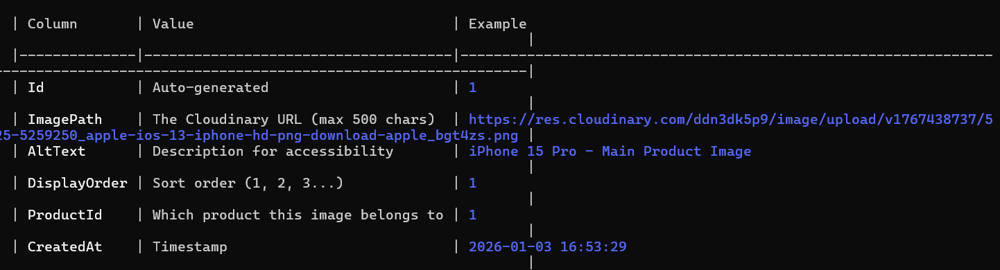 | Column | Value | Example
|
|--------------|-------------------------------------|----------------------------------------------------------------
----------------------------------------------------------------|
| Id | Auto-generated | 1
|
| ImagePath | The Cloudinary URL (max 500 chars) | https://res.cloudinary.com/ddn3dk5p9/image/upload/v1767438737/5
25-5259250_apple-ios-13-iphone-hd-png-download-apple_bgt4zs.png |
| AltText | Description for accessibility | iPhone 15 Pro - Main Product Image
|
| DisplayOrder | Sort order (1, 2, 3...) | 1
|
| ProductId | Which product this image belongs to | 1
|
| CreatedAt | Timestamp | 2026-01-03 16:53:29
|